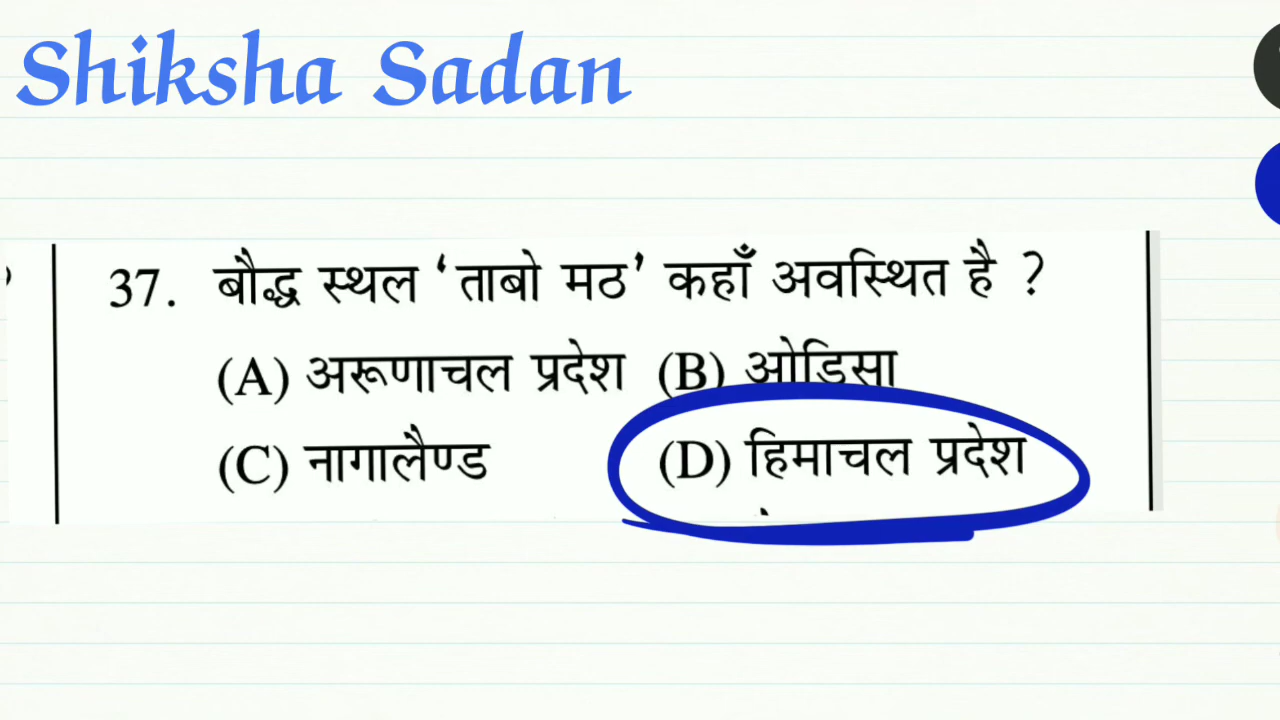 Shiksha Sadan
37. बौद्ध स्थल ‘ताबो मठ’ कहाँ अवस्थित है ?
(A) अरूणाचल प्रदेश (B) ओडिसा
(C) नागालैण्ड (D) हिमाचल प्रदेश